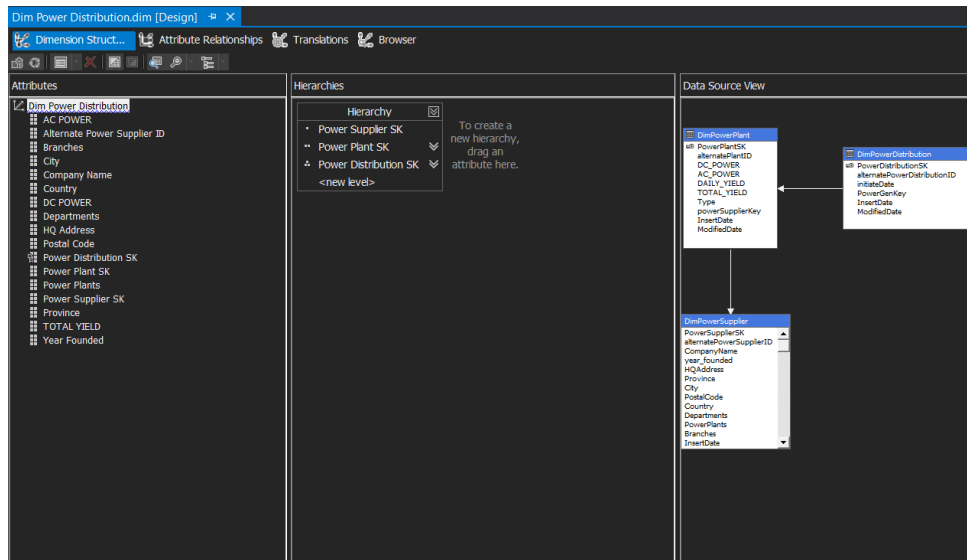 Dim Power Distribution.dim [Design]
Dimension Struct... Attribute Relationships Translations Browser
Attributes
Dim Power Distribution
AC POWER
Alternate Power Supplier ID
Branches
City
Company Name
Country
DC POWER
Departments
HQ Address
Postal Code
Power Distribution SK
Power Plant SK
Power Plants
Power Supplier SK
Province
TOTAL YIELD
Year Founded
Hierarchies
Hierarchy
Power Supplier SK
Power Plant SK
Power Distribution SK
<new level>
To create a
new hierarchy,
drag an
attribute here.
Data Source View
DimPowerPlant
PowerPlantSK
alternatePlantID
DC_POWER
AC_POWER
DAILY_YIELD
TOTAL_YIELD
Type
powerSupplierKey
InsertDate
ModifiedDate
DimPowerDistribution
PowerDistributionSK
alternatePowerDistributionID
initiateDate
PowerGenKey
InsertDate
ModifiedDate
DimPowerSupplier
PowerSupplierSK
alternatePowerSupplierID
CompanyName
year_founded
HQAddress
Province
City
PostalCode
Country
Departments
PowerPlants
Branches
InsertDate